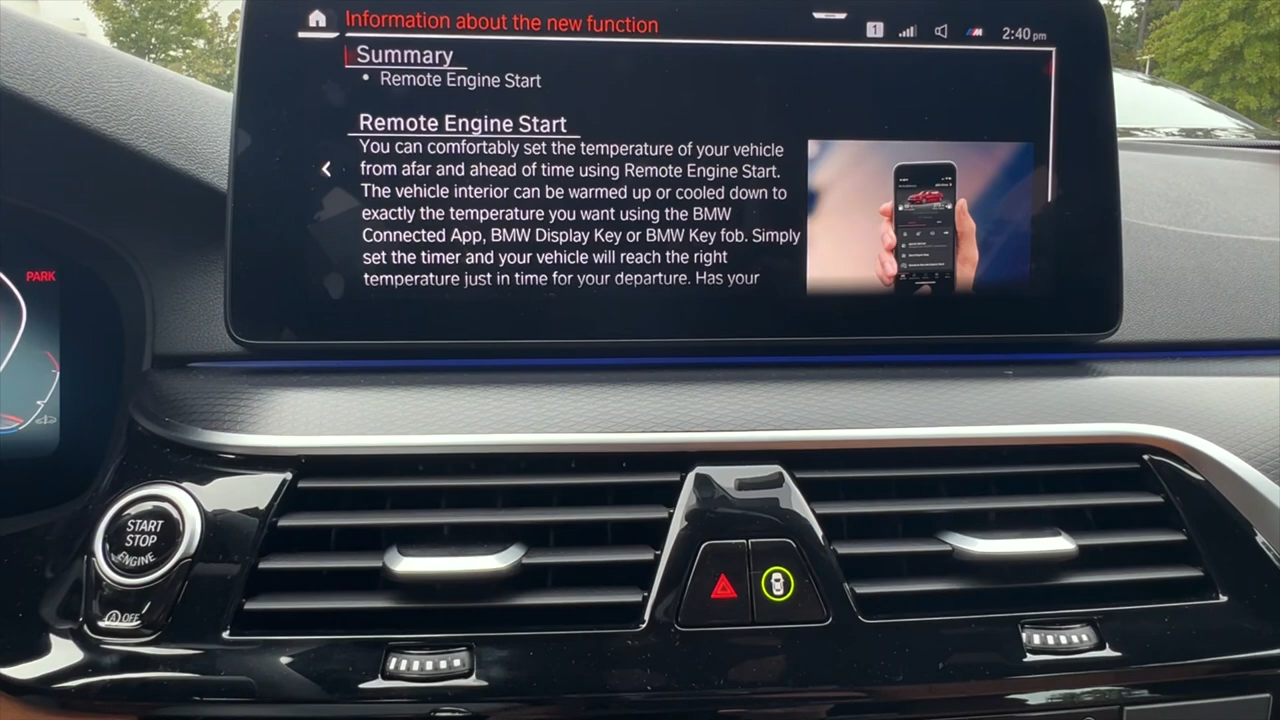 Information about the new function
1
2:40 pm
Summary
• Remote Engine Start
Remote Engine Start
You can comfortably set the temperature of your vehicle
from afar and ahead of time using Remote Engine Start.
The vehicle interior can be warmed up or cooled down to
exactly the temperature you want using the BMW
Connected App, BMW Display Key or BMW Key fob. Simply
set the timer and your vehicle will reach the right
temperature just in time for your departure. Has your
PARK
START
STOP
ENGINE
A OFF